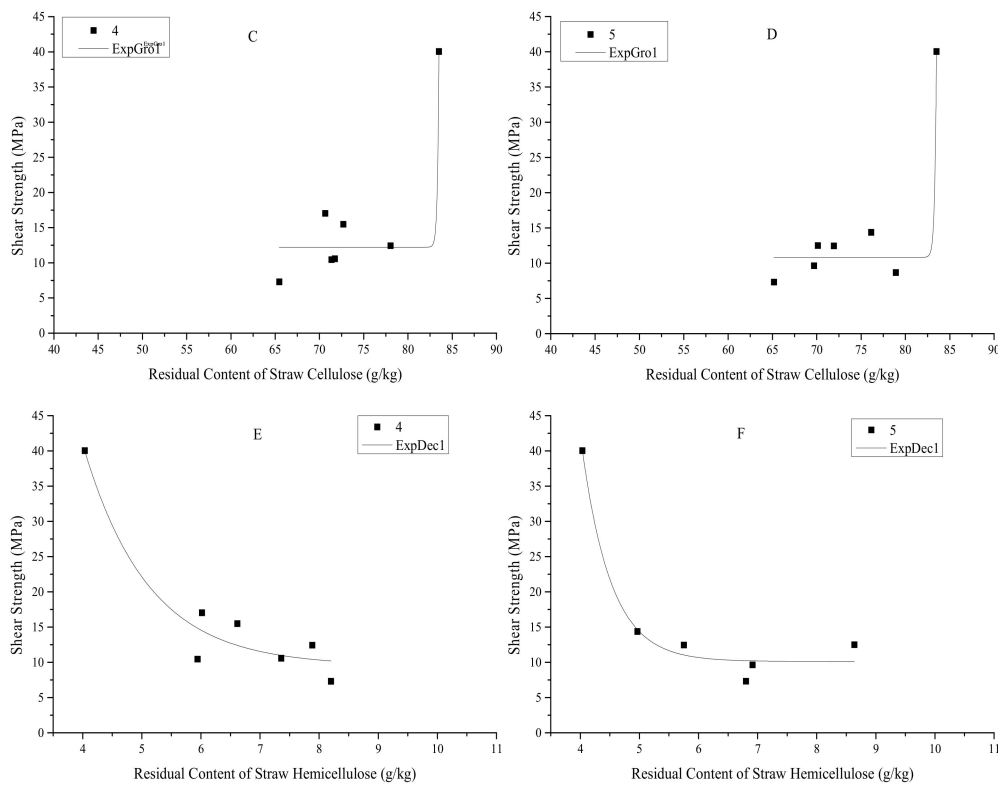 C
4
ExpGro1 ExpGro1
45
40
35
30
25
20
15
10
5
0
Shear Strength (MPa)
40 45 50 55 60 65 70 75 80 85 90
Residual Content of Straw Cellulose (g/kg)
D
5
ExpGro1
45
40
35
30
25
20
15
10
5
0
Shear Strength (MPa)
40 45 50 55 60 65 70 75 80 85 90
Residual Content of Straw Cellulose (g/kg)
E
4
ExpDec1
45
40
35
30
25
20
15
10
5
0
Shear Strength (MPa)
4 5 6 7 8 9 10 11
Residual Content of Straw Hemicellulose (g/kg)
F
5
ExpDec1
45
40
35
30
25
20
15
10
5
0
Shear Strength (MPa)
4 5 6 7 8 9 10 11
Residual Content of Straw Hemicellulose (g/kg)